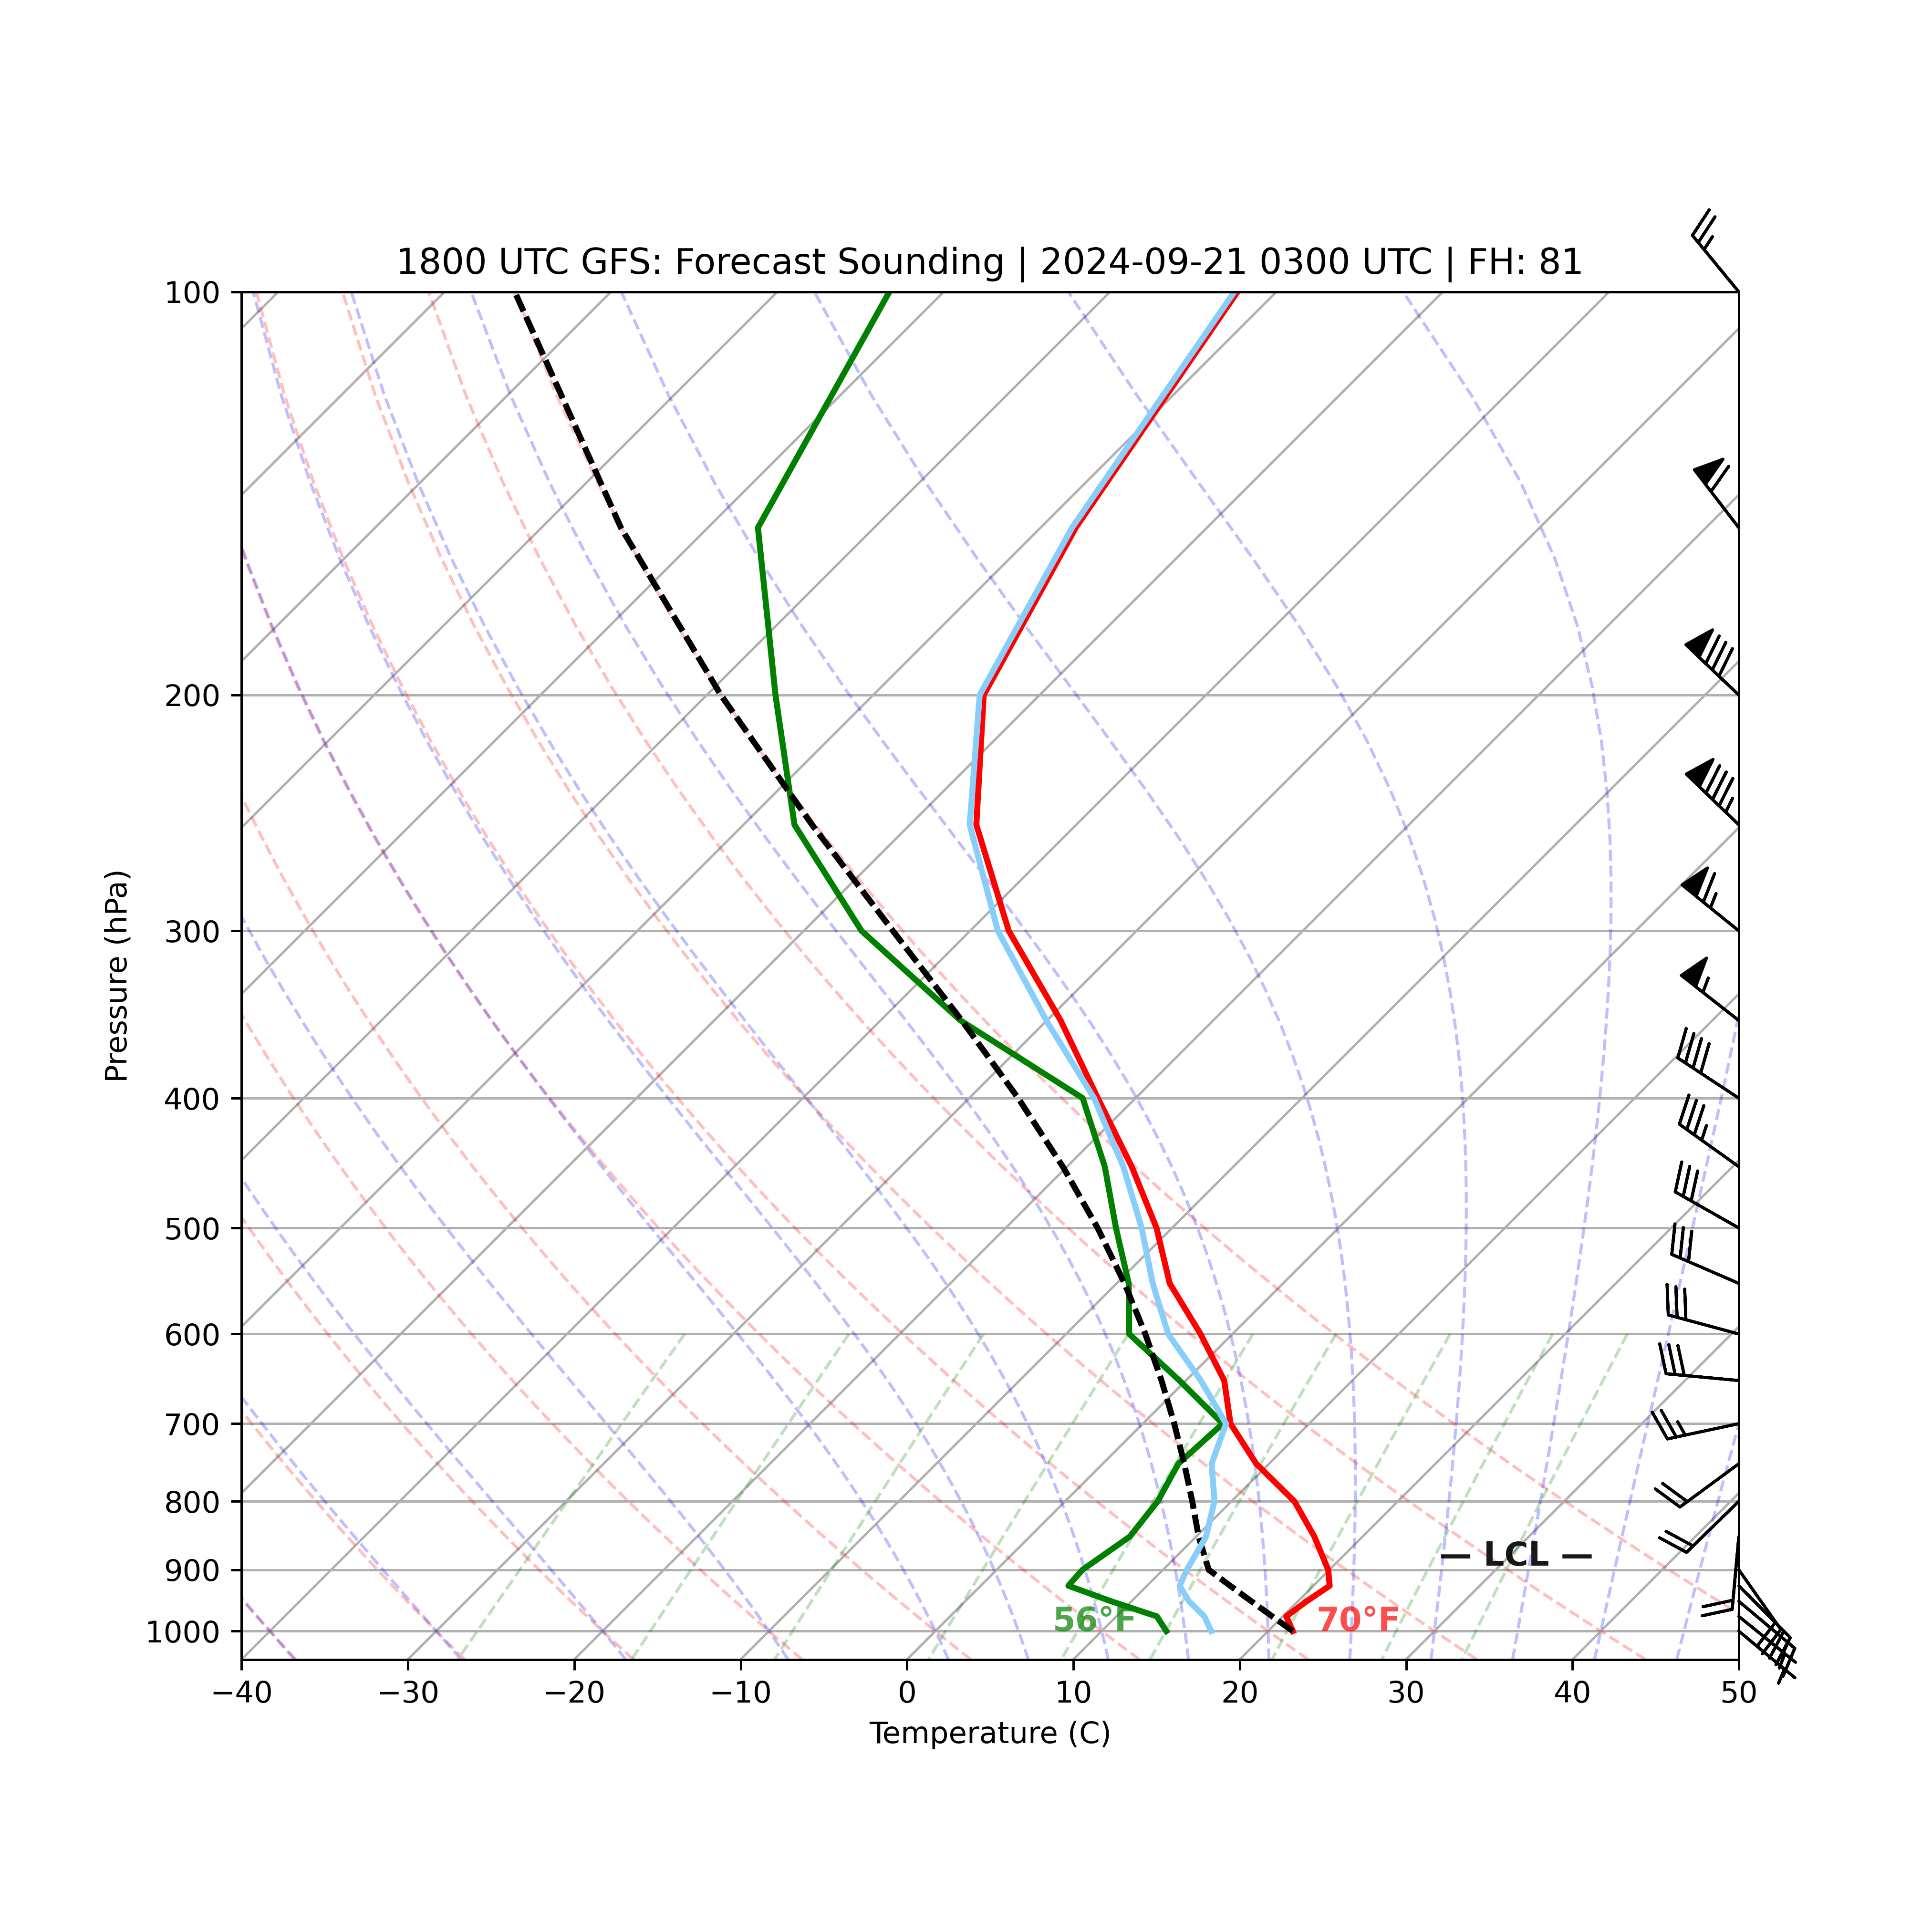 1800 UTC GFS: Forecast Sounding | 2024-09-21 0300 UTC | FH: 81
100
200
300
400
500
600
700
800
900
1000
Pressure (hPa)
— LCL —
56°F
70°F
−40 −30 −20 −10 0 10 20 30 40 50
Temperature (C)